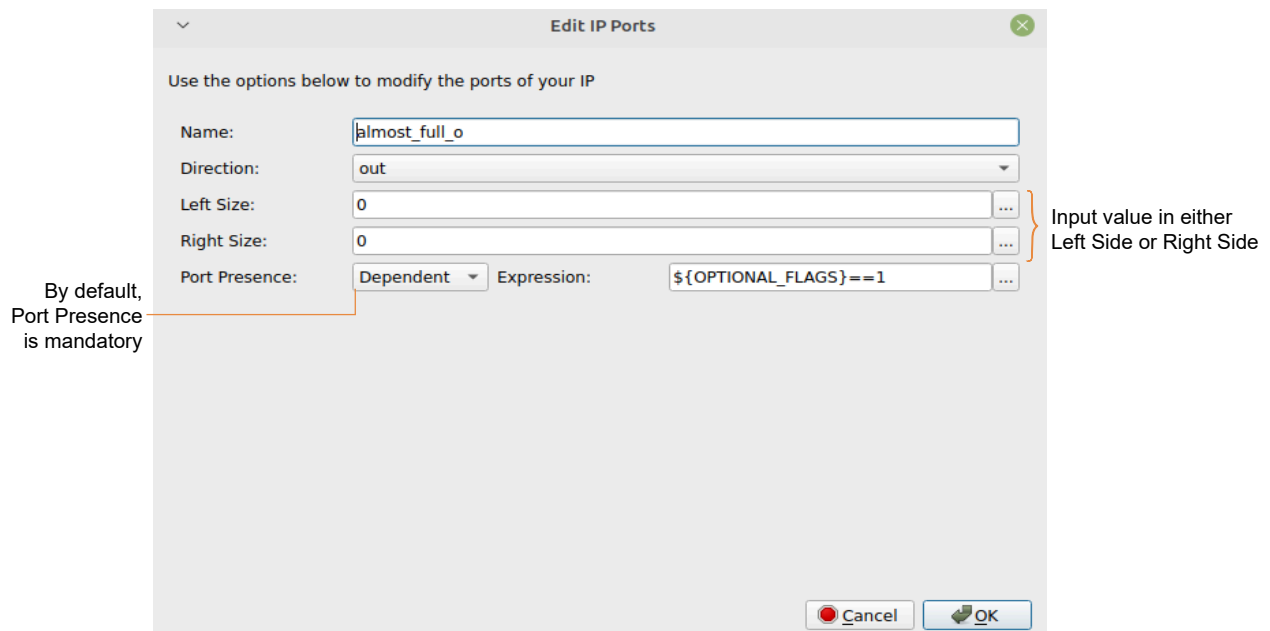 Edit IP Ports
Use the options below to modify the ports of your IP
Name: almost_full_o
Direction: out
Left Size: 0 ...
Right Size: 0 ...
Input value in either
Left Side or Right Side
Port Presence: Dependent Expression: ${OPTIONAL_FLAGS}==1 ...
By default,
Port Presence
is mandatory
Cancel OK